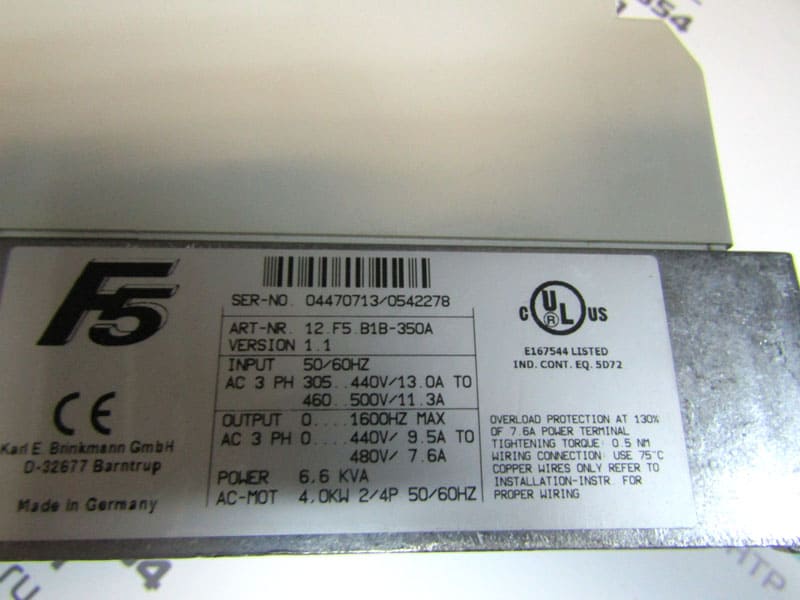 354
F5
SER-NO. 04470713/0542278
ART-NR. 12.F5.B1B-350A
VERSION 1.1
INPUT 50/60HZ
AC 3 PH 305..440V/13.0A TO
460..500V/11.3A
OUTPUT 0....1600HZ MAX
AC 3 PH 0....440V/ 9.5A TO
480V/ 7.6A
POWER 6.6 KVA
AC-MOT 4.0KW 2/4P 50/60HZ
CE
Karl E. Brinkmann GmbH
D-32677 Barntrup
Made in Germany
C UL US
®
E167544 LISTED
IND. CONT. EQ. 5D72
OVERLOAD PROTECTION AT 130%
OF 7.6A POWER TERMINAL
TIGHTENING TORQUE: 0.5 NM
WIRING CONNECTION: USE 75°C
COPPER WIRES ONLY REFER TO
INSTALLATION-INSTR. FOR
PROPER WIRING
ru